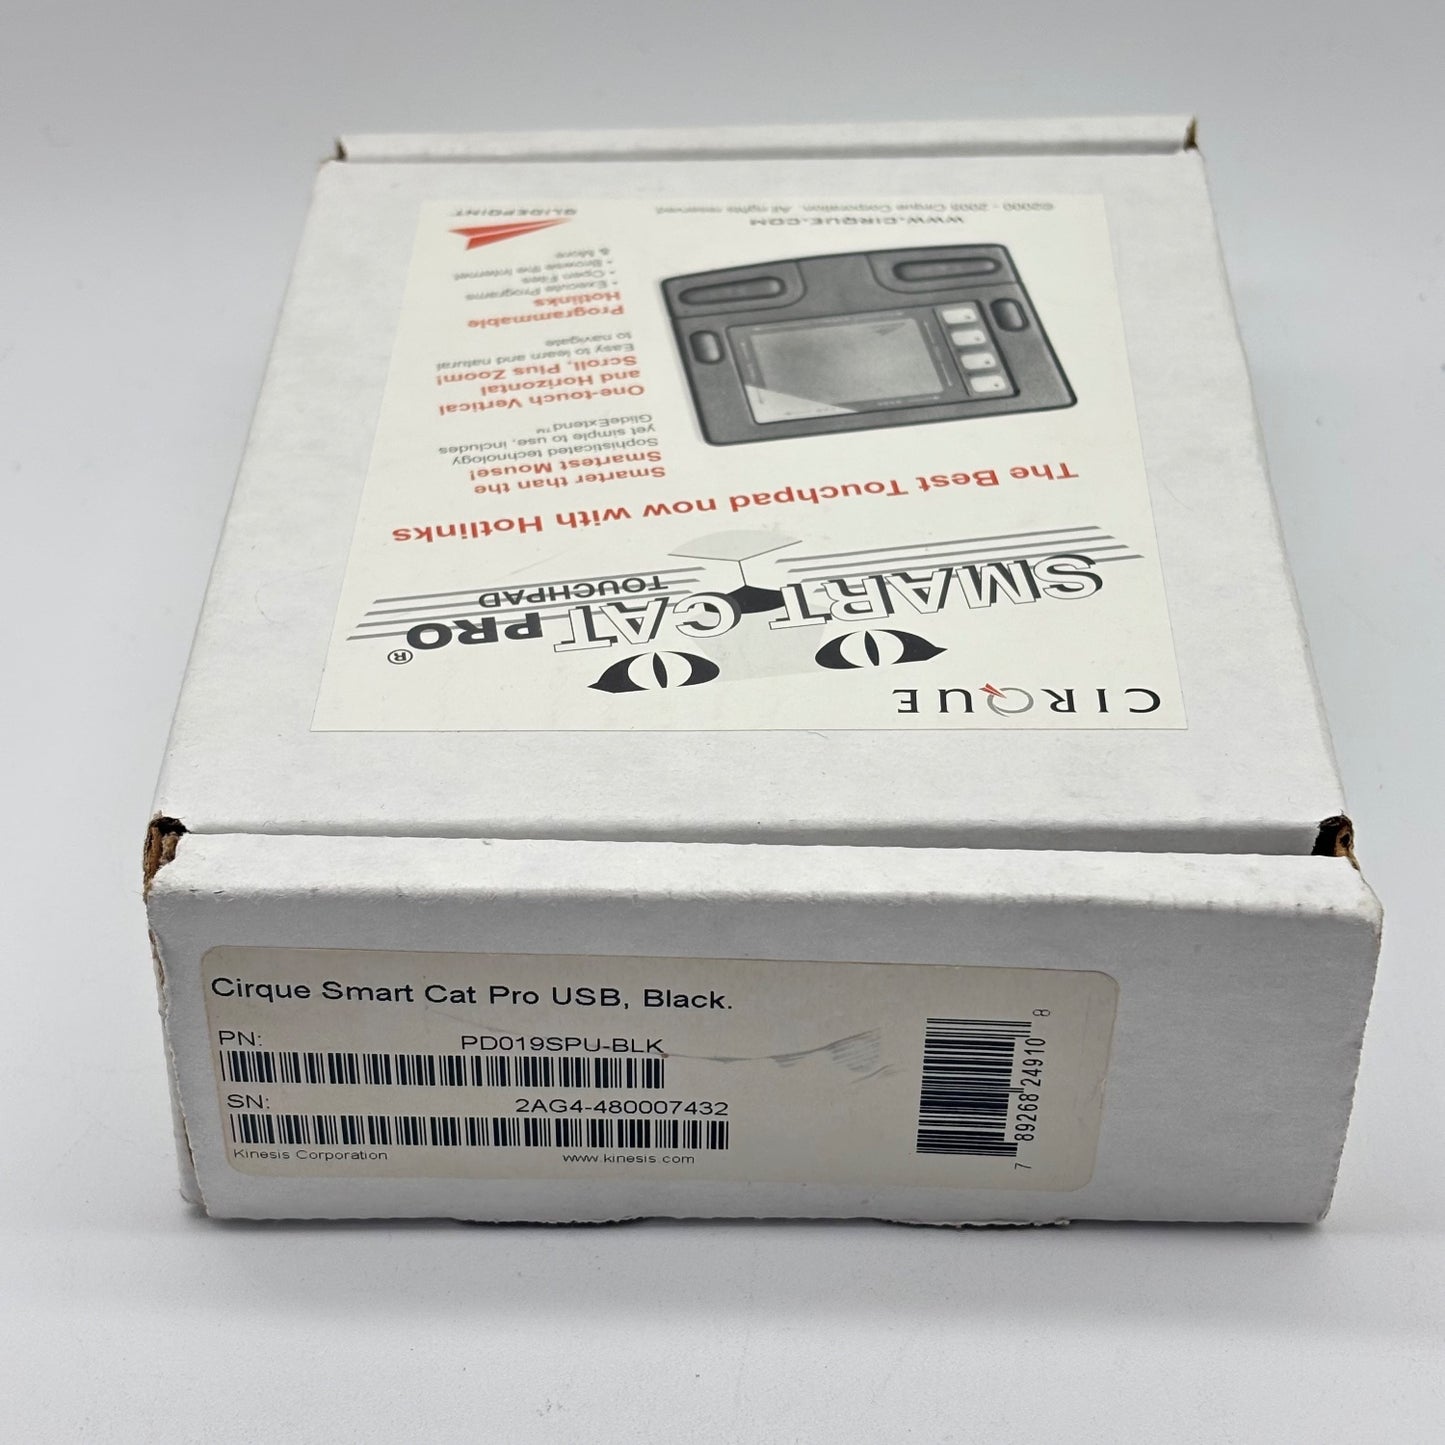 CIRQUE
SMART CAT PRO®
TOUCHPAD
The Best Touchpad now with Hotlinks
Smarter than the
Smartest Mouse!
Sophisticated technology
yet simple to use, includes
GlideExtend™
One-touch Vertical
and Horizontal
Scroll, Plus Zoom!
Easy to learn and natural
to navigate
Programmable
Hotlinks
• Execute Programs
• Open Files
• Browse the Internet
& More
GLIDEPOINT
WWW.CIRQUE.COM
©2000 - 2005 Cirque Corporation. All rights reserved.
Cirque Smart Cat Pro USB, Black.
PN: PD019SPU-BLK
SN: 2AG4-480007432
Kinesis Corporation www.kinesis.com
7 89268 24910 8